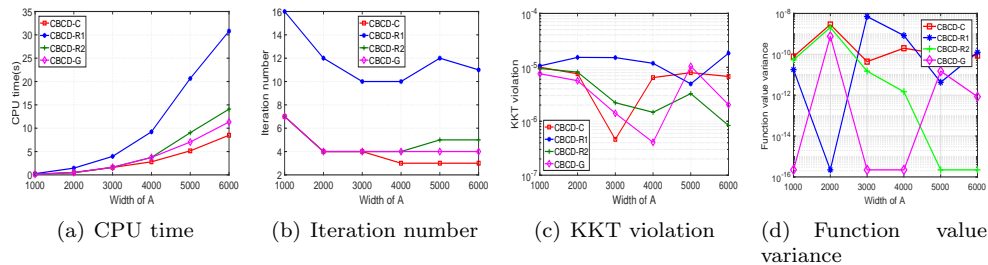 CPU time(s)
35
30
25
20
15
10
5
0
1000 2000 3000 4000 5000 6000
Width of A
CBCD-C
CBCD-R1
CBCD-R2
CBCD-G
(a) CPU time
Iteration number
16
14
12
10
8
6
4
2
1000 2000 3000 4000 5000 6000
Width of A
CBCD-C
CBCD-R1
CBCD-R2
CBCD-G
(b) Iteration number
KKT violation
10-4
10-5
10-6
10-7
1000 2000 3000 4000 5000 6000
Width of A
CBCD-C
CBCD-R1
CBCD-R2
CBCD-G
(c) KKT violation
Function value variance
10-8
10-10
10-12
10-14
10-16
1000 2000 3000 4000 5000 6000
Width of A
CBCD-C
CBCD-R1
CBCD-R2
CBCD-G
(d) Function value
variance